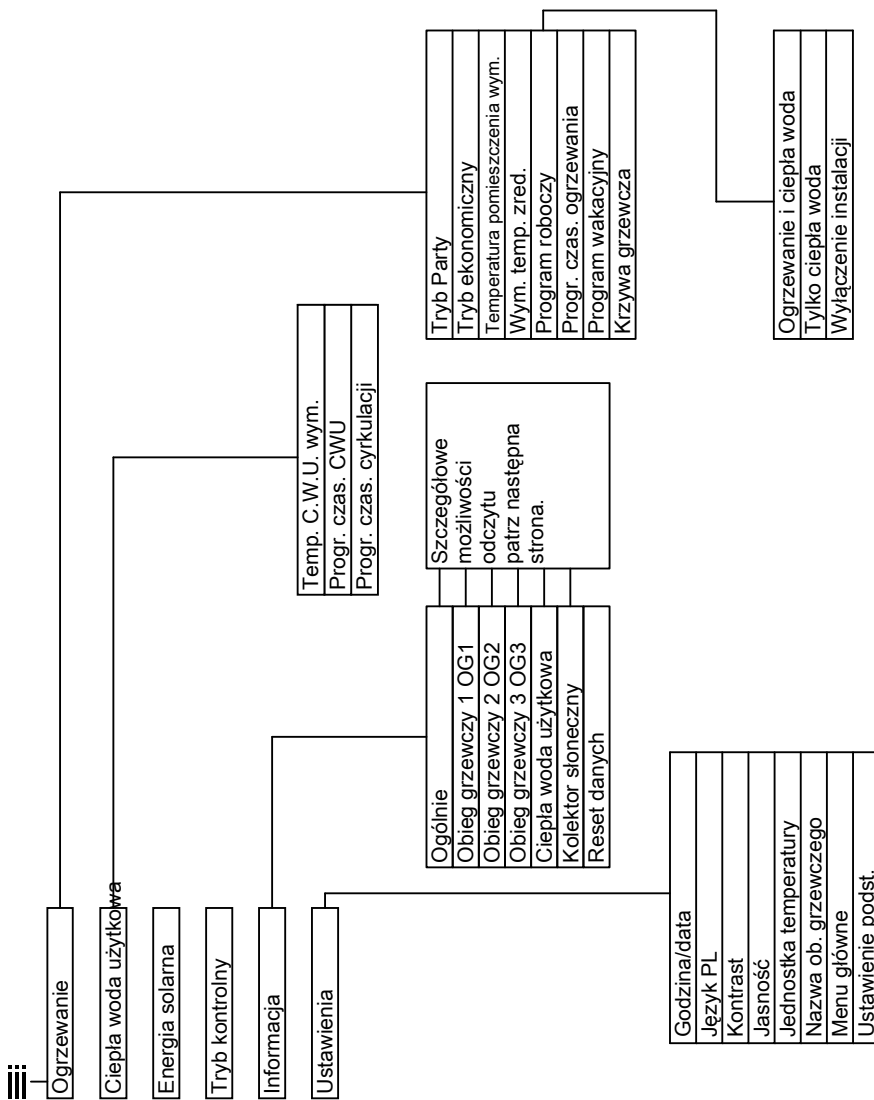 Ogrzewanie
Ciepła woda użytkowa
Energia solarna
Tryb kontrolny
Informacja
Ustawienia
Temp. C.W.U. wym.
Progr. czas. CWU
Progr. czas. cyrkulacji
Tryb Party
Tryb ekonomiczny
Temperatura pomieszczenia wym.
Wym. temp. zred.
Program roboczy
Progr. czas. ogrzewania
Program wakacyjny
Krzywa grzewcza
Ogrzewanie i ciepła woda
Tylko ciepła woda
Wyłączenie instalacji
Ogólnie
Obieg grzewczy 1 OG1
Obieg grzewczy 2 OG2
Obieg grzewczy 3 OG3
Ciepła woda użytkowa
Kolektor słoneczny
Reset danych
Szczegółowe
możliwości
odczytu
patrz następna
strona.
Godzina/data
Język PL
Kontrast
Jasność
Jednostka temperatury
Nazwa ob. grzewczego
Menu główne
Ustawienie podst.